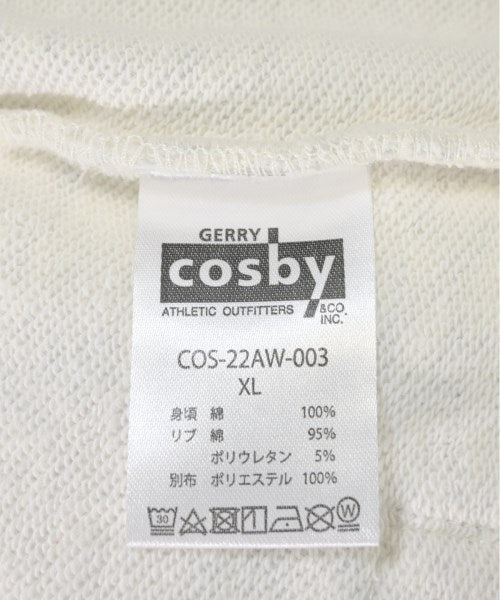 GERRY
cosby
ATHLETIC OUTFITTERS &CO. INC.
COS-22AW-003
XL
身頃 綿 100%
リブ 綿 95%
ポリウレタン 5%
別布 ポリエステル 100%
30 W